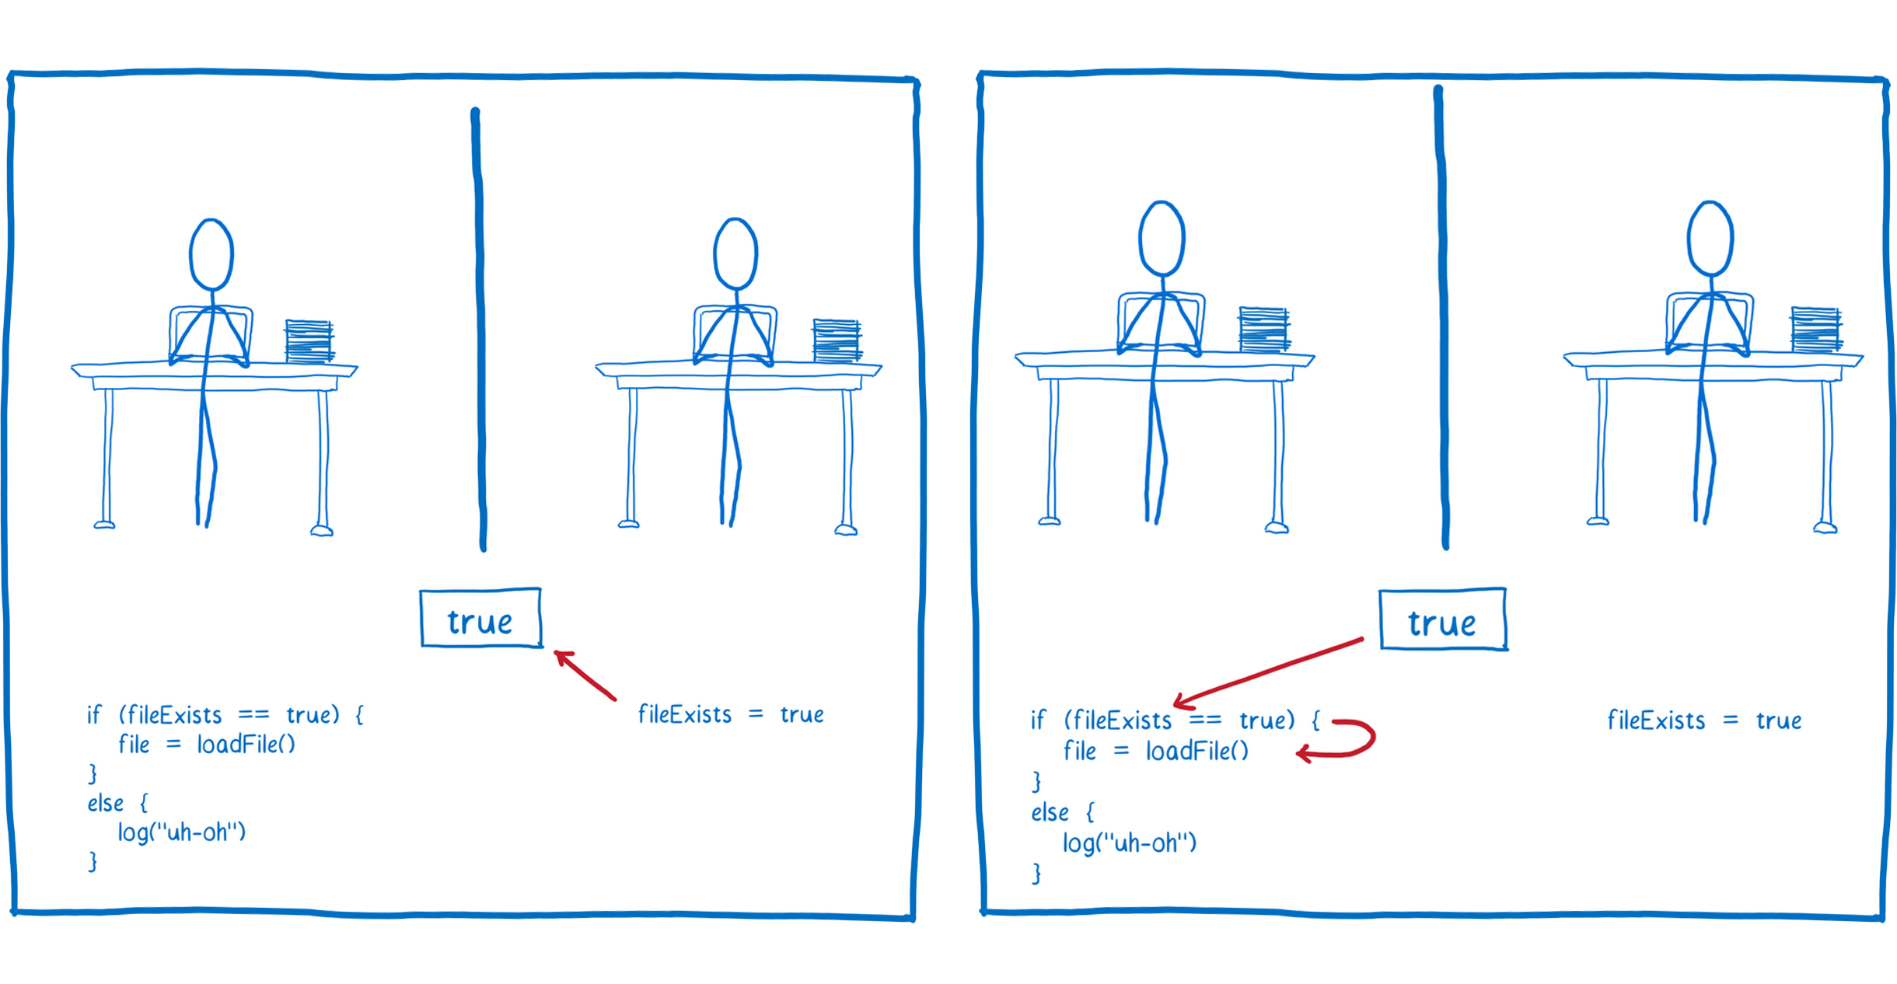 true
if (fileExists == true) {
file = loadFile()
}
else {
log("uh-oh")
}
fileExists = true
true
if (fileExists == true) {
file = loadFile()
}
else {
log("uh-oh")
}
fileExists = true